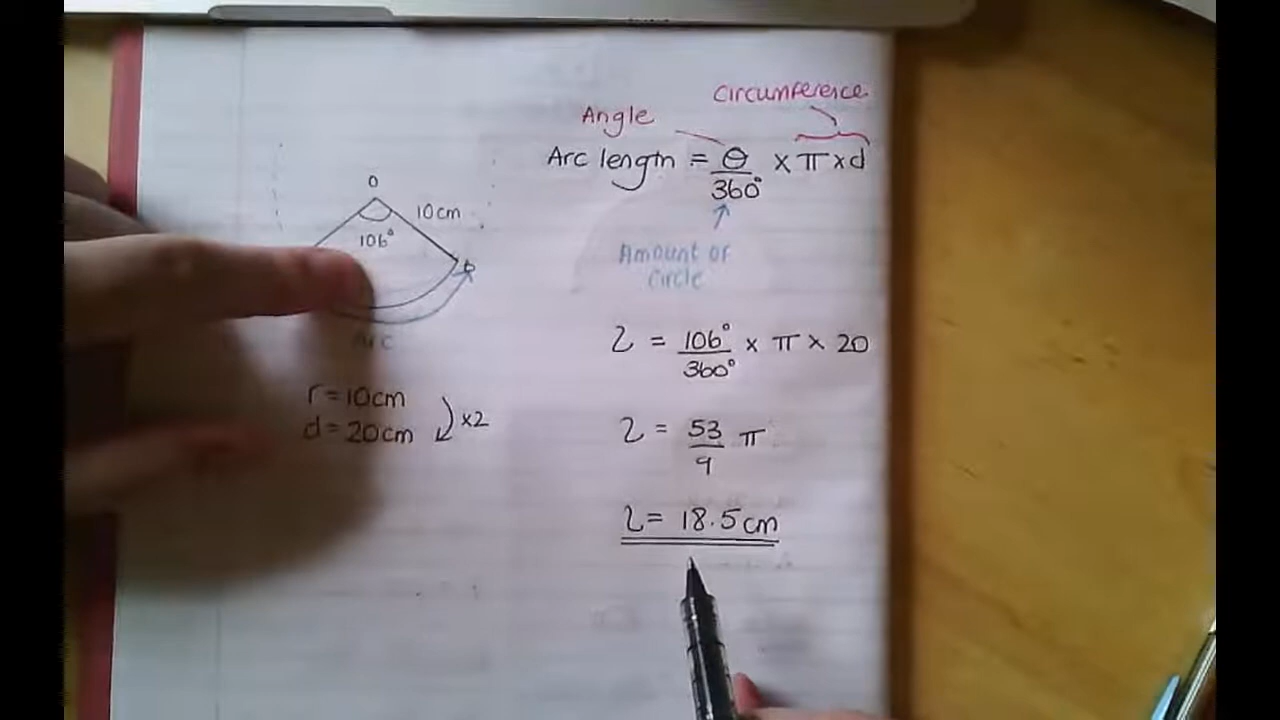 Circumference
Angle
Arc length = θ/360° × π × d
Amount of
circle
O
10cm
106°
b
r = 10cm
d = 20cm
×2
l = 106°/360° × π × 20
l = 53/9 π
l = 18.5cm